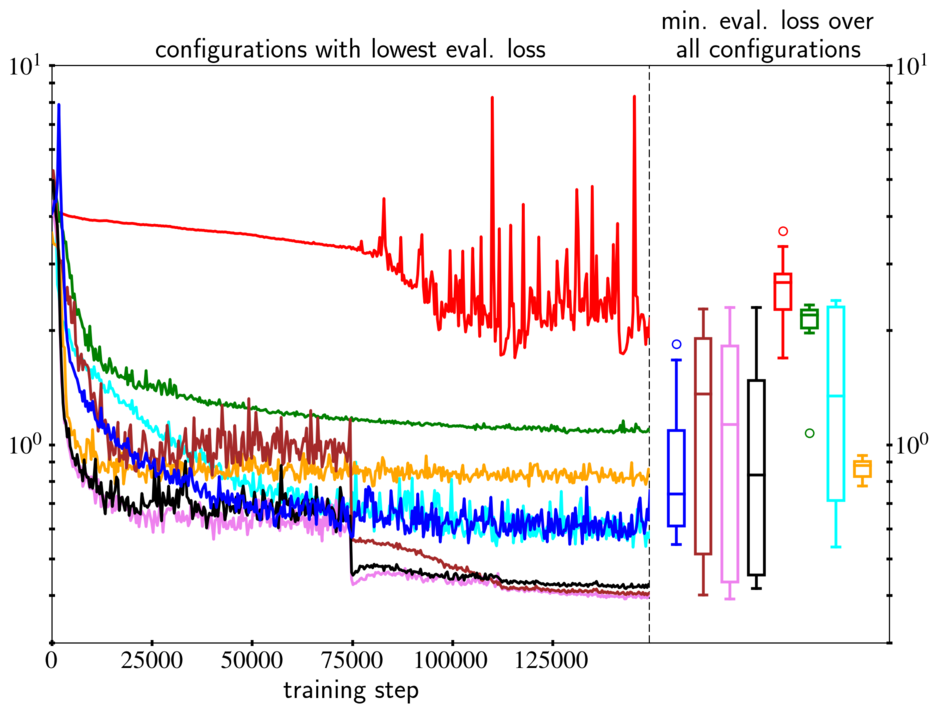 min. eval. loss over
configurations with lowest eval. loss
all configurations
10¹
10¹
10⁰
10⁰
0
25000
50000
75000
100000
125000
training step